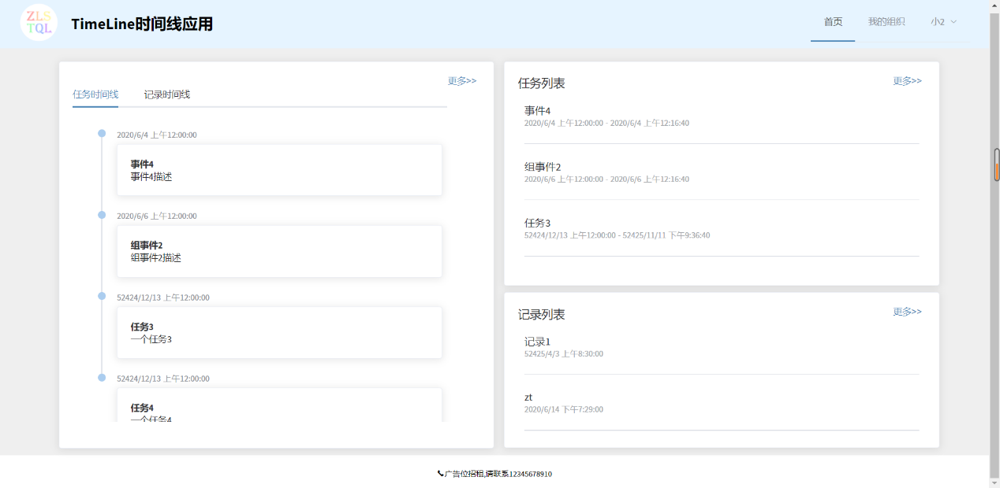 ZLS
TQL
TimeLine时间线应用
首页
我的组织
小2
更多>>
任务时间线
记录时间线
2020/6/4 上午12:00:00
事件4
事件4描述
2020/6/6 上午12:00:00
组事件2
组事件2描述
52424/12/13 上午12:00:00
任务3
一个任务3
52424/12/13 上午12:00:00
任务4
一个任务4
任务列表
更多>>
事件4
2020/6/4 上午12:00:00 - 2020/6/4 上午12:16:40
组事件2
2020/6/6 上午12:00:00 - 2020/6/6 上午12:16:40
任务3
52424/12/13 上午12:00:00 - 52425/11/11 下午9:36:40
记录列表
更多>>
记录1
52425/4/3 上午8:30:00
zt
2020/6/14 下午7:29:00
广告位招租,请联系12345678910